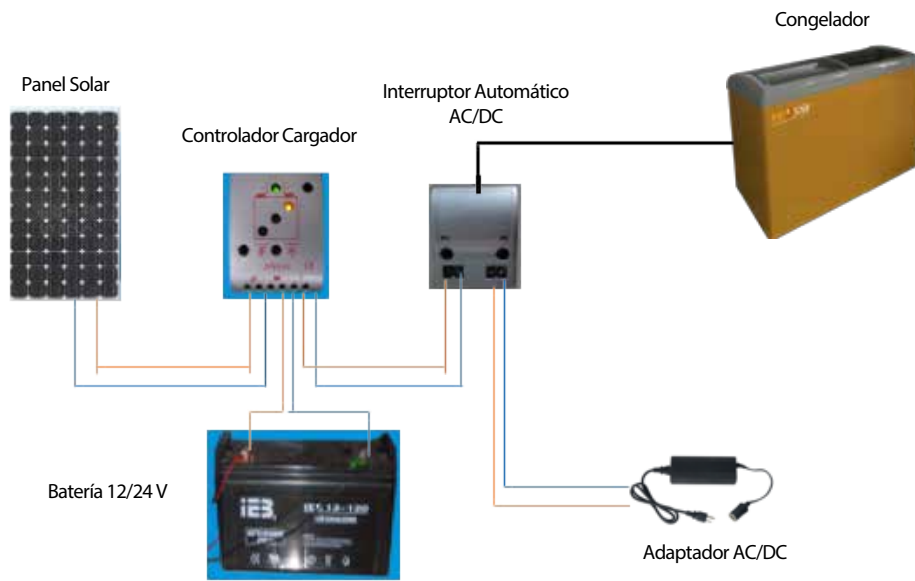 Congelador
Panel Solar
Interruptor Automático
AC/DC
Controlador Cargador
Batería 12/24 V
Adaptador AC/DC